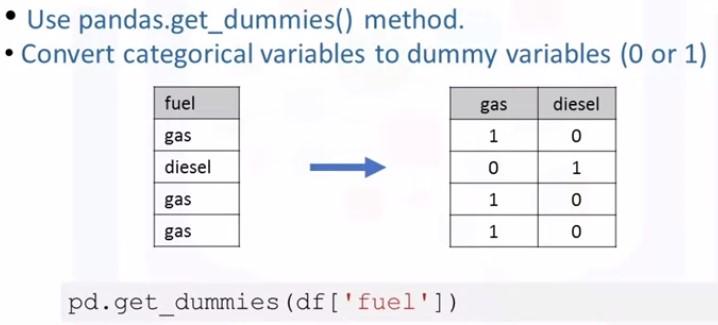 • Use pandas.get_dummies() method.
• Convert categorical variables to dummy variables (0 or 1)
fuel
gas
diesel
gas
gas
gas diesel
1 0
0 1
1 0
1 0
pd.get_dummies(df['fuel'])